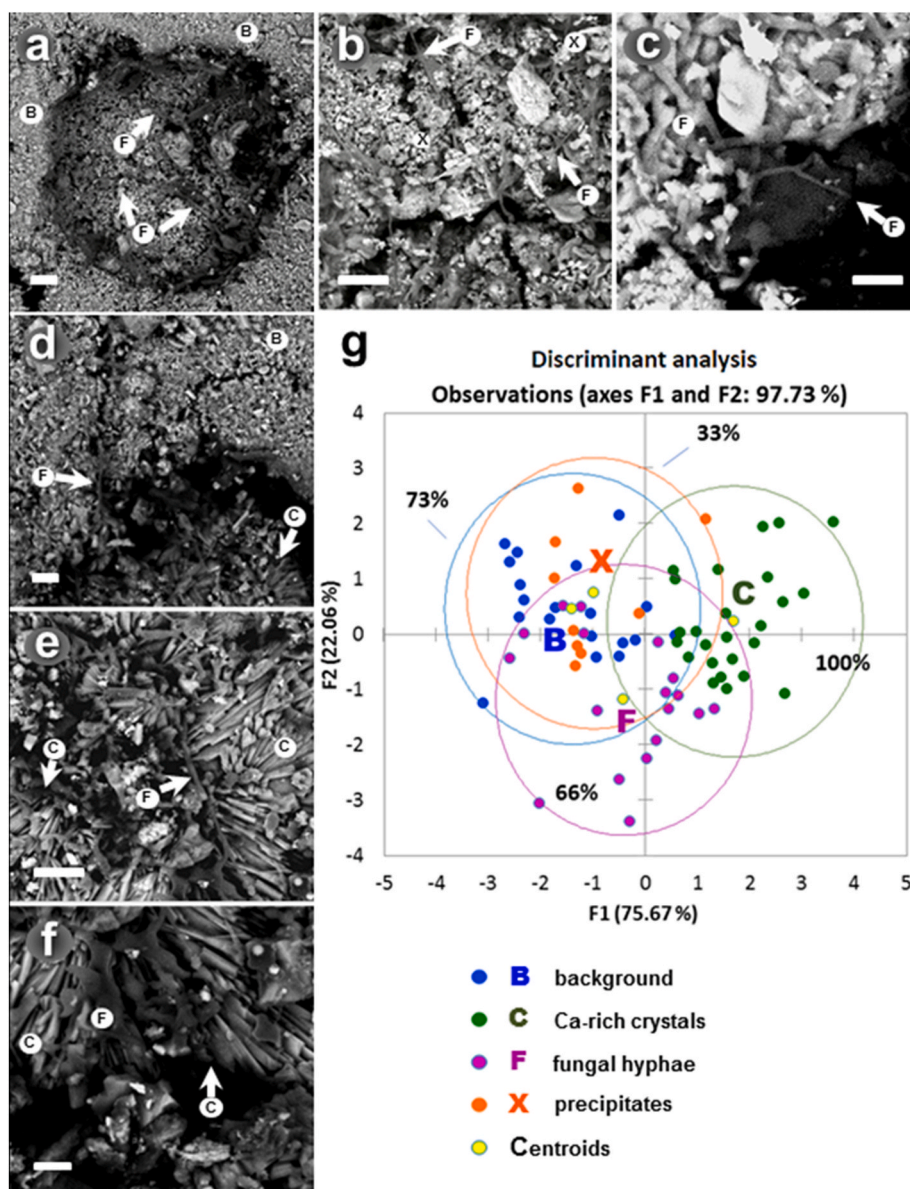 a
B
B
F
F
b
F
X
X
F
c
F
F
d
B
F
C
e
C
C
F
f
F
C
C
g
Discriminant analysis
Observations (axes F1 and F2: 97.73 %)
33%
73%
X
C
B
100%
F
66%
4
3
2
1
0
-1
-2
-3
-4
F2 (22.06 %)
-5 -4 -3 -2 -1 0 1 2 3 4 5
F1 (75.67 %)
B background
C Ca-rich crystals
F fungal hyphae
X precipitates
Centroids